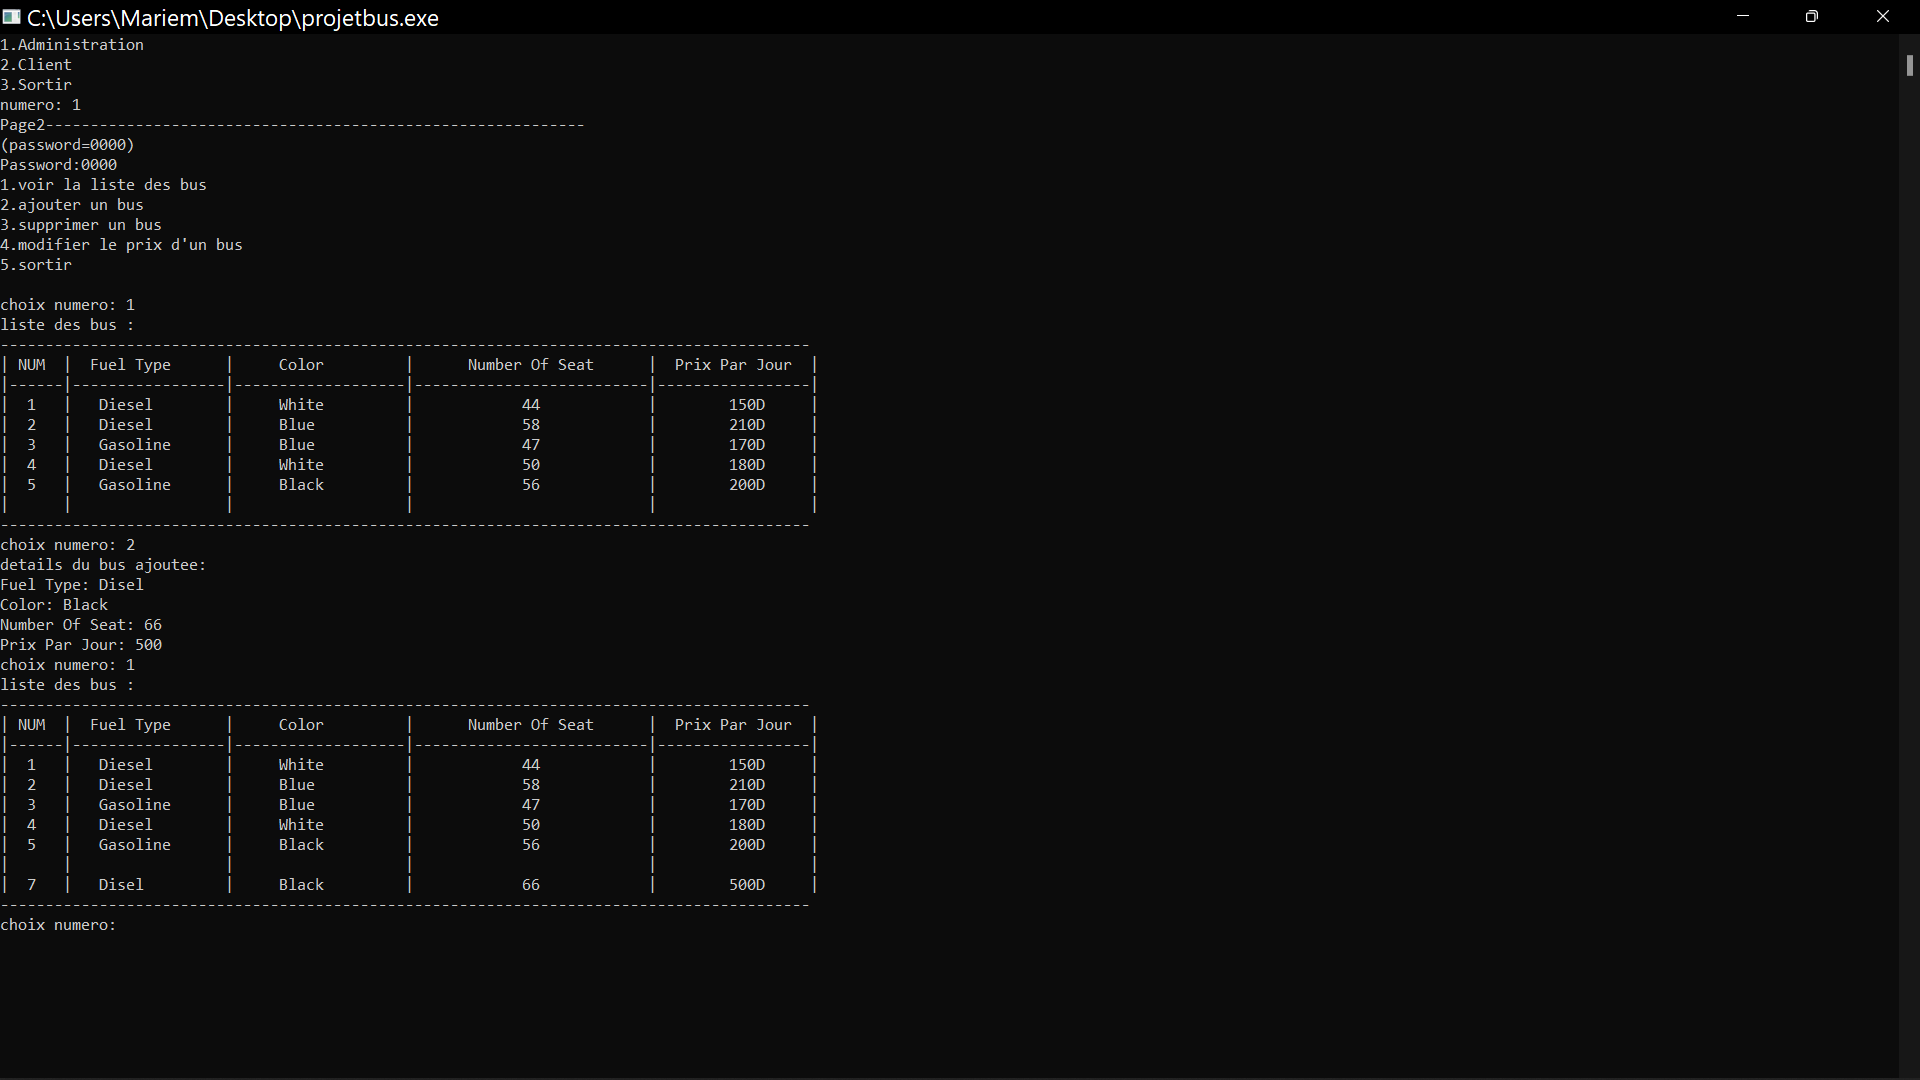 C:\Users\Mariem\Desktop\projetbus.exe
1.Administration
2.Client
3.Sortir
numero: 1
Page2------------------------------------------------------------
(password=0000)
Password:0000
1.voir la liste des bus
2.ajouter un bus
3.supprimer un bus
4.modifier le prix d'un bus
5.sortir
choix numero: 1
liste des bus :
------------------------------------------------------------------------------------------
| NUM  |  Fuel Type      |     Color         |      Number Of Seat      |  Prix Par Jour  |
|------|-----------------|-------------------|--------------------------|-----------------|
|  1   |   Diesel        |     White         |            44            |        150D     |
|  2   |   Diesel        |     Blue          |            58            |        210D     |
|  3   |   Gasoline      |     Blue          |            47            |        170D     |
|  4   |   Diesel        |     White         |            50            |        180D     |
|  5   |   Gasoline      |     Black         |            56            |        200D     |
|      |                 |                   |                          |                 |
------------------------------------------------------------------------------------------
choix numero: 2
details du bus ajoutee:
Fuel Type: Disel
Color: Black
Number Of Seat: 66
Prix Par Jour: 500
choix numero: 1
liste des bus :
------------------------------------------------------------------------------------------
| NUM  |  Fuel Type      |     Color         |      Number Of Seat      |  Prix Par Jour  |
|------|-----------------|-------------------|--------------------------|-----------------|
|  1   |   Diesel        |     White         |            44            |        150D     |
|  2   |   Diesel        |     Blue          |            58            |        210D     |
|  3   |   Gasoline      |     Blue          |            47            |        170D     |
|  4   |   Diesel        |     White         |            50            |        180D     |
|  5   |   Gasoline      |     Black         |            56            |        200D     |
|      |                 |                   |                          |                 |
|  7   |   Disel         |     Black         |            66            |        500D     |
------------------------------------------------------------------------------------------
choix numero: